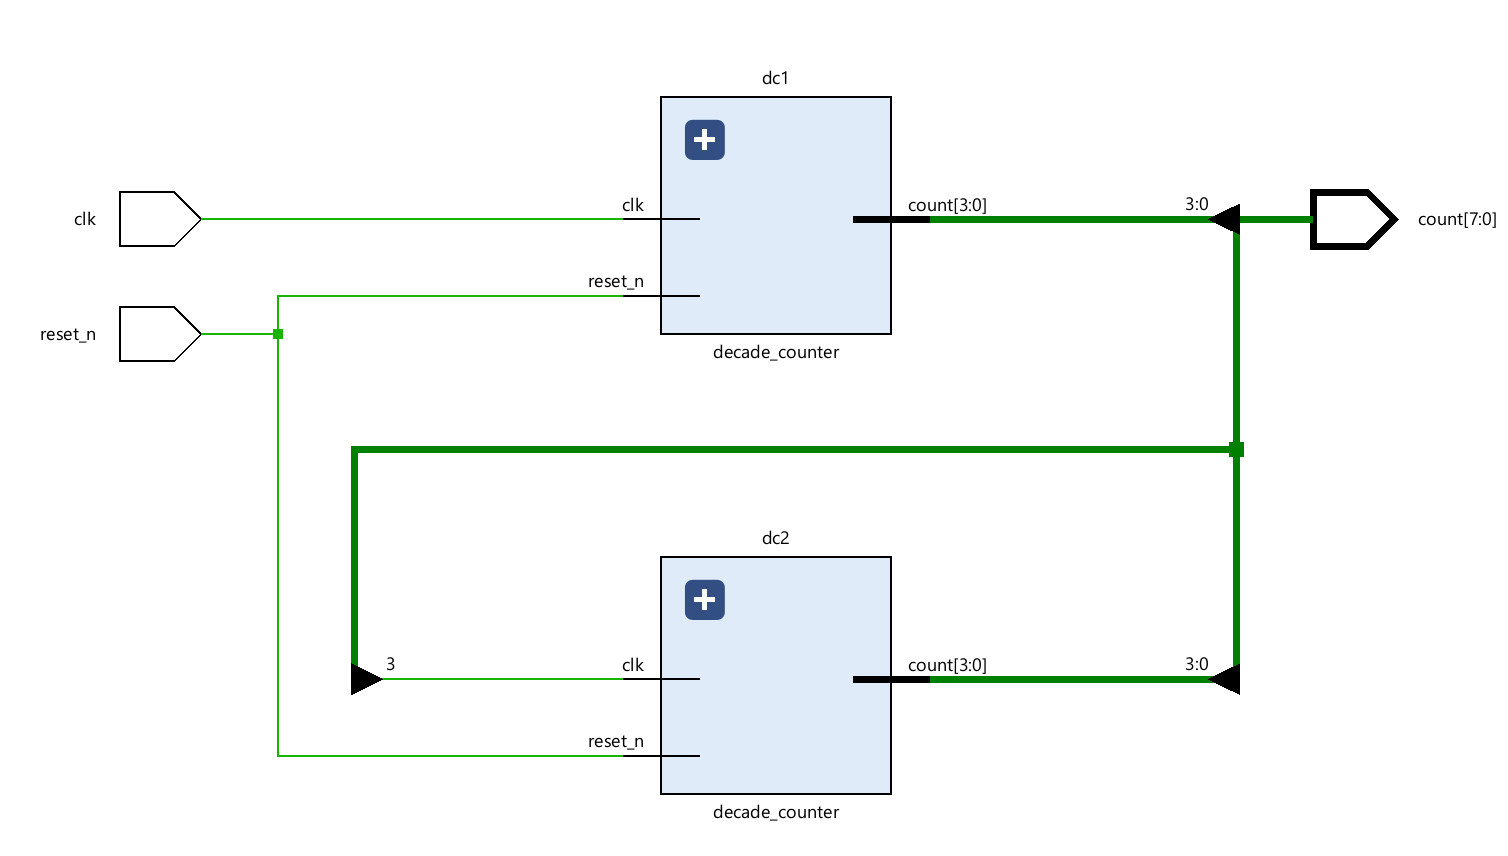 dc1
clk
count[3:0]
3:0
clk
count[7:0]
reset_n
reset_n
decade_counter
dc2
3
clk
count[3:0]
3:0
reset_n
decade_counter